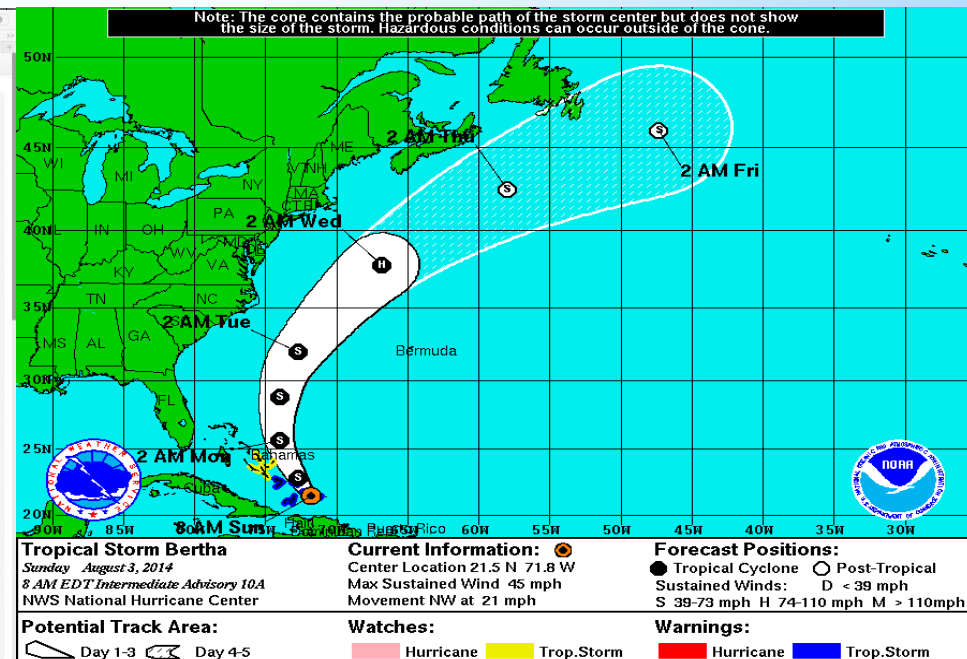 Note: The cone contains the probable path of the storm center but does not show
the size of the storm. Hazardous conditions can occur outside of the cone.
50N
2 AM Thu
45N
WI
MI
ME
VT
NH
NY
MA
2 AM Fri
2 AM Wed
PA
40N
IN
OH
WV
VA
KY
H
S
S
TN
NC
35N
2 AM Tue
MS
AL
GA
S
Bermuda
30N
FL
S
25N
2 AM Mon
S
Bahamas
Cuba
S
20N
8 AM Sun
90W
85W
80W
60W
55W
50W
45W
40W
35W
30W
NATIONAL WEATHER SERVICE
NOAA
Tropical Storm Bertha
Sunday August 3, 2014
8 AM EDT Intermediate Advisory 10A
NWS National Hurricane Center
Current Information:
Center Location 21.5 N 71.8 W
Max Sustained Wind 45 mph
Movement NW at 21 mph
Forecast Positions:
Tropical Cyclone Post-Tropical
Sustained Winds: D < 39 mph
S 39-73 mph H 74-110 mph M > 110mph
Potential Track Area:
Day 1-3 Day 4-5
Watches:
Hurricane Trop.Storm
Warnings:
Hurricane Trop.Storm